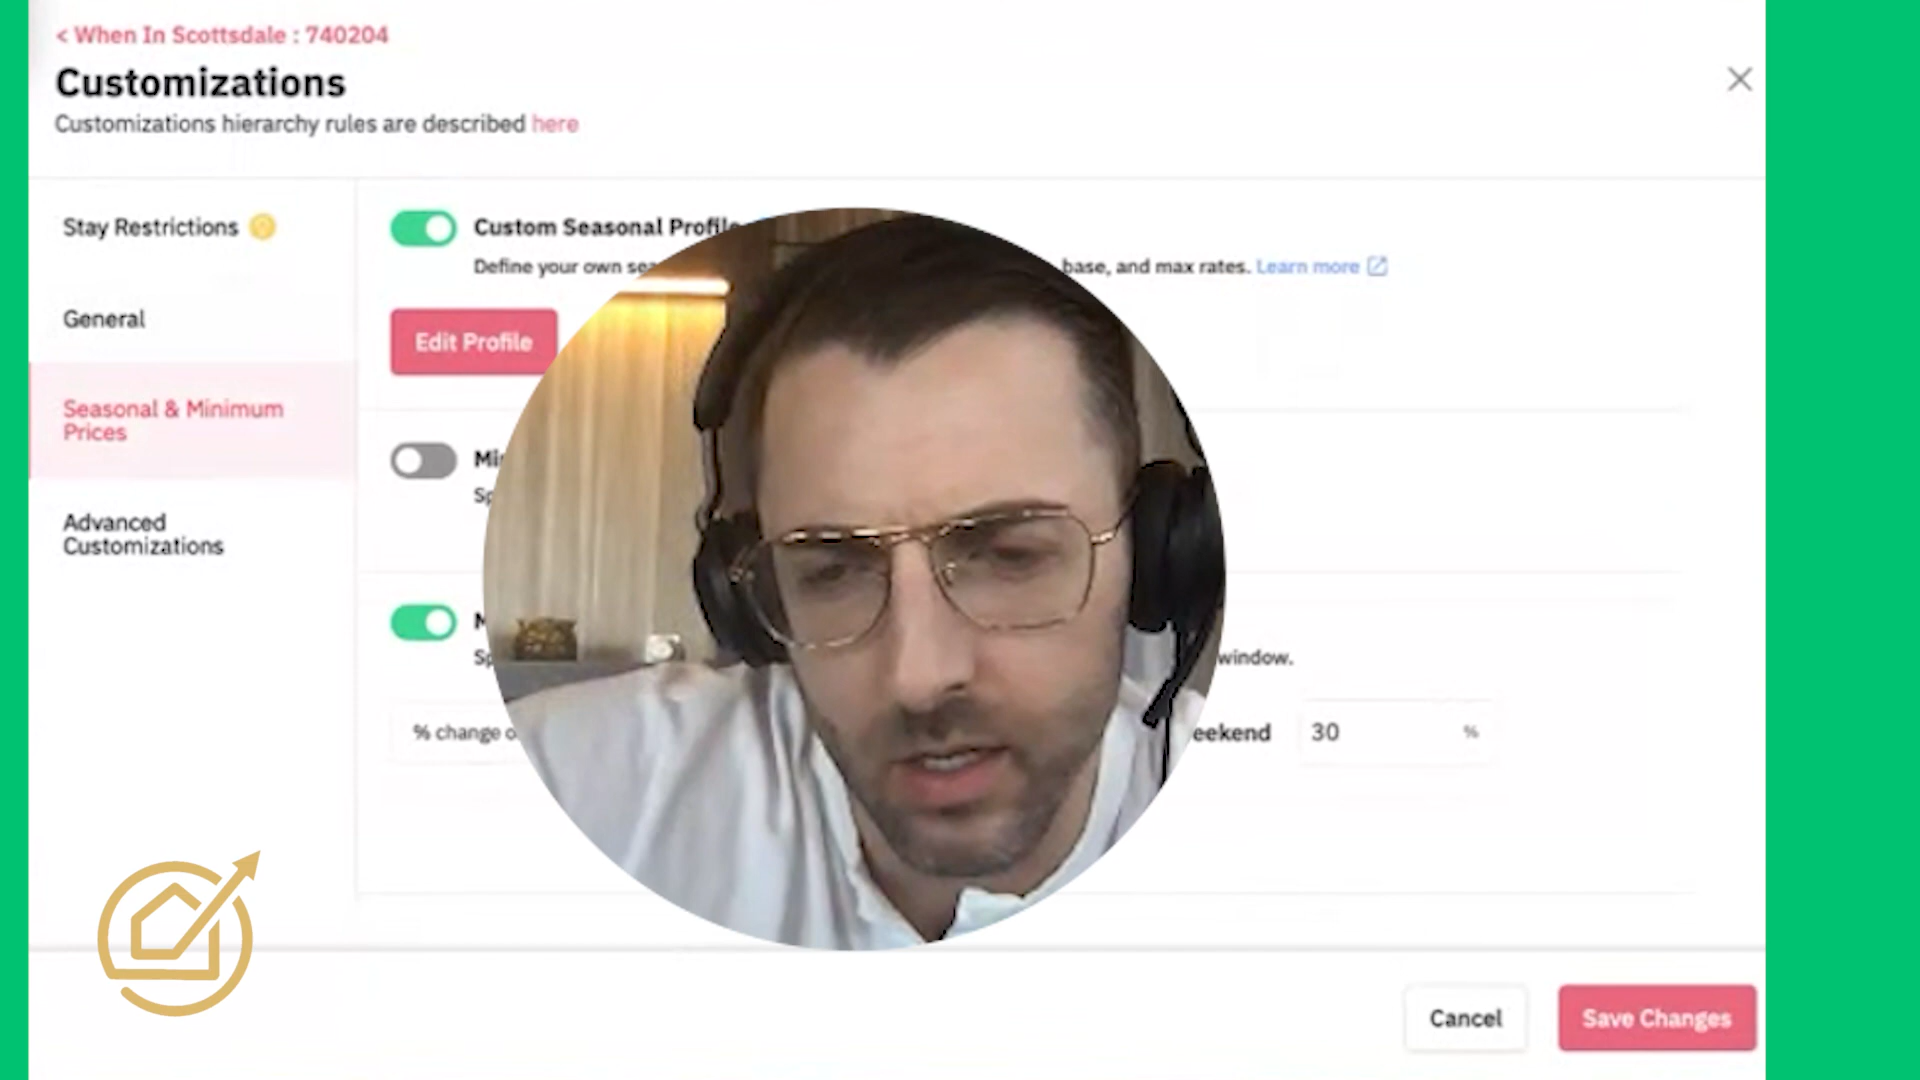 < When In Scottsdale : 740204
Customizations
Customizations hierarchy rules are described here
Stay Restrictions
General
Seasonal & Minimum
Prices
Advanced
Customizations
Custom Seasonal Profile
Define your own base, and max rates. Learn more
Edit Profile
window.
% change
30 %
Cancel
Save Changes